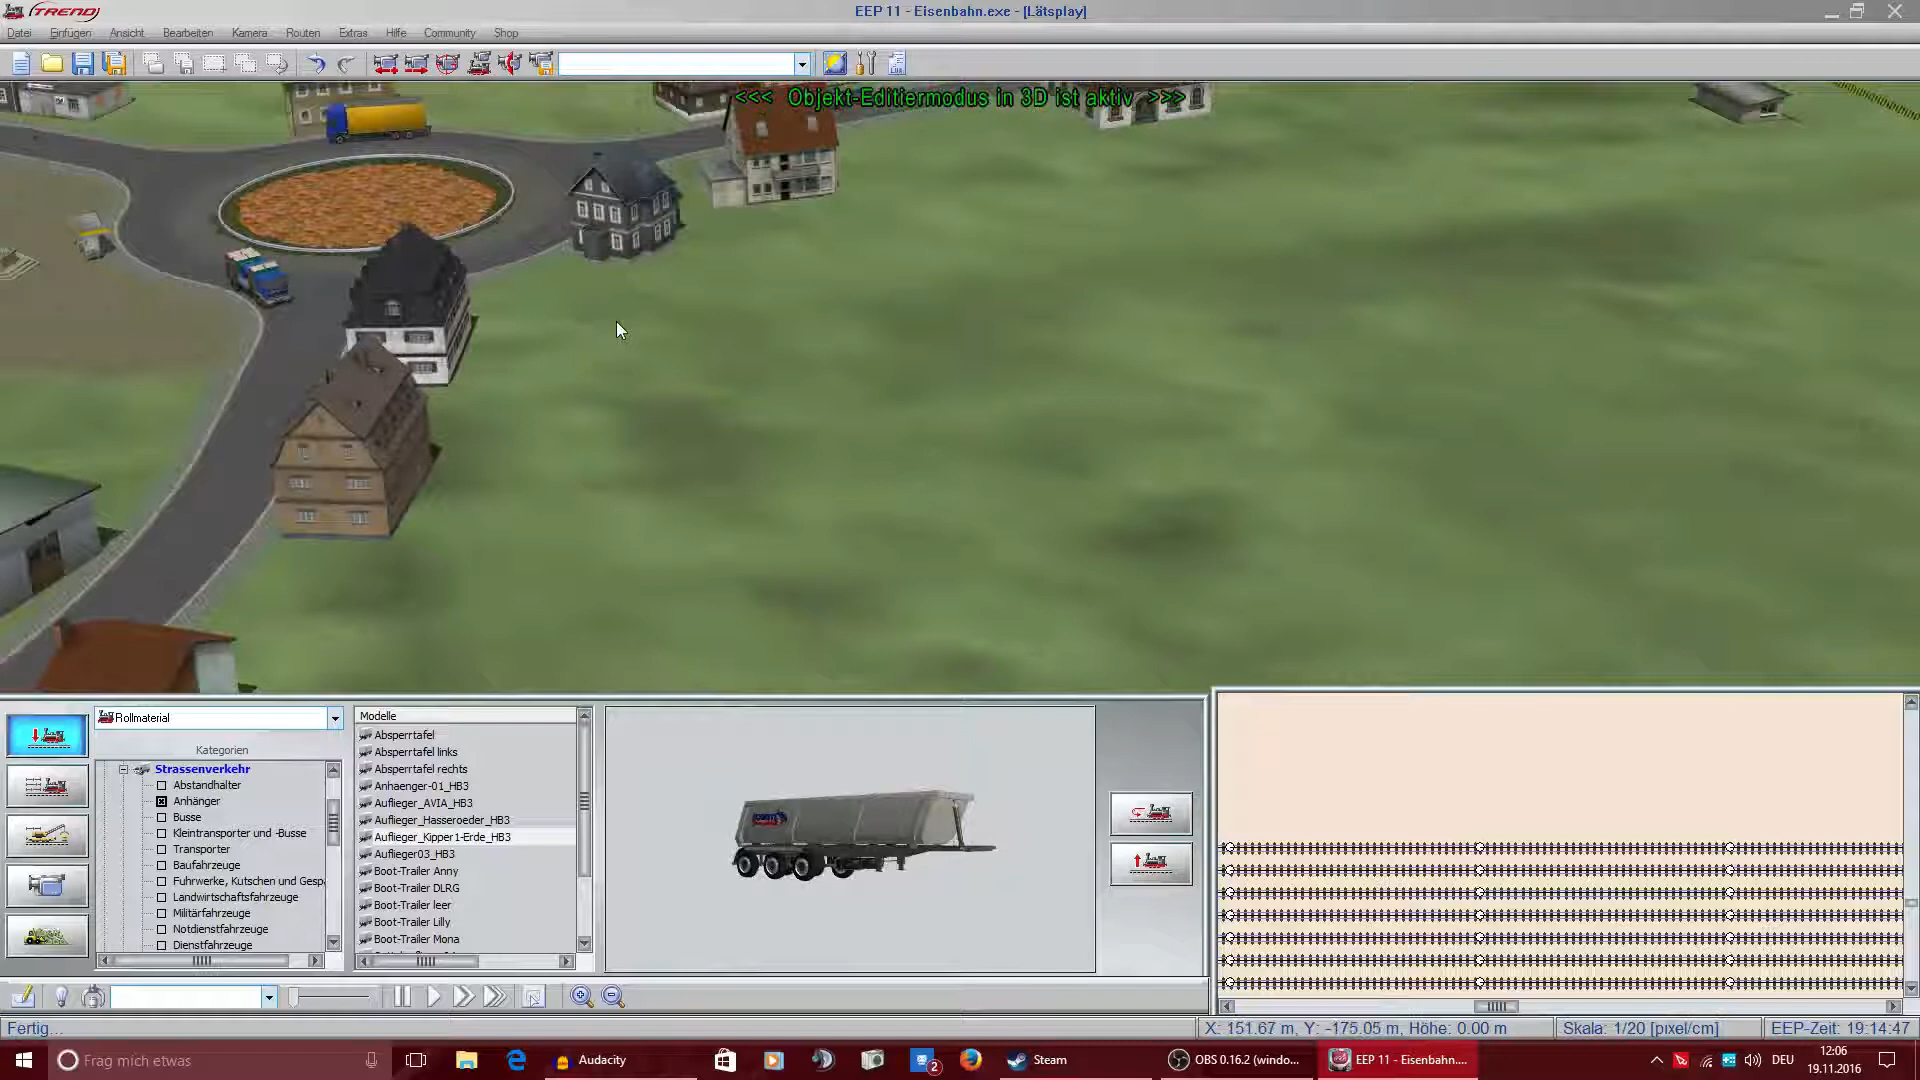 TREND
EEP 11 - Eisenbahn.exe - [Lätsplay]
Datei Einfügen Ansicht Bearbeiten Kamera Routen Extras Hilfe Community Shop
<<< Objekt-Editiermodus in 3D ist aktiv >>>
Rollmaterial
Kategorien
Strassenverkehr
Abstandhalter
Anhänger
Busse
Kleintransporter und -Busse
Transporter
Baufahrzeuge
Fuhrwerke, Kutschen und Gespa
Landwirtschaftsfahrzeuge
Militärfahrzeuge
Notdienstfahrzeuge
Dienstfahrzeuge
Modelle
Absperrtafel
Absperrtafel links
Absperrtafel rechts
Anhaenger-01_HB3
Auflieger_AVIA_HB3
Auflieger_Hasseroeder_HB3
Auflieger_Kipper1-Erde_HB3
Auflieger03_HB3
Boot-Trailer Anny
Boot-Trailer DLRG
Boot-Trailer leer
Boot-Trailer Lilly
Boot-Trailer Mona
Fertig...
X: 151.67 m, Y: -175.05 m, Höhe: 0.00 m
Skala: 1/20 [pixel/cm]
EEP-Zeit: 19:14:47
Frag mich etwas
Audacity
2
Steam
OBS 0.16.2 (windo...
EEP 11 - Eisenbahn....
DEU
12:06
19.11.2016